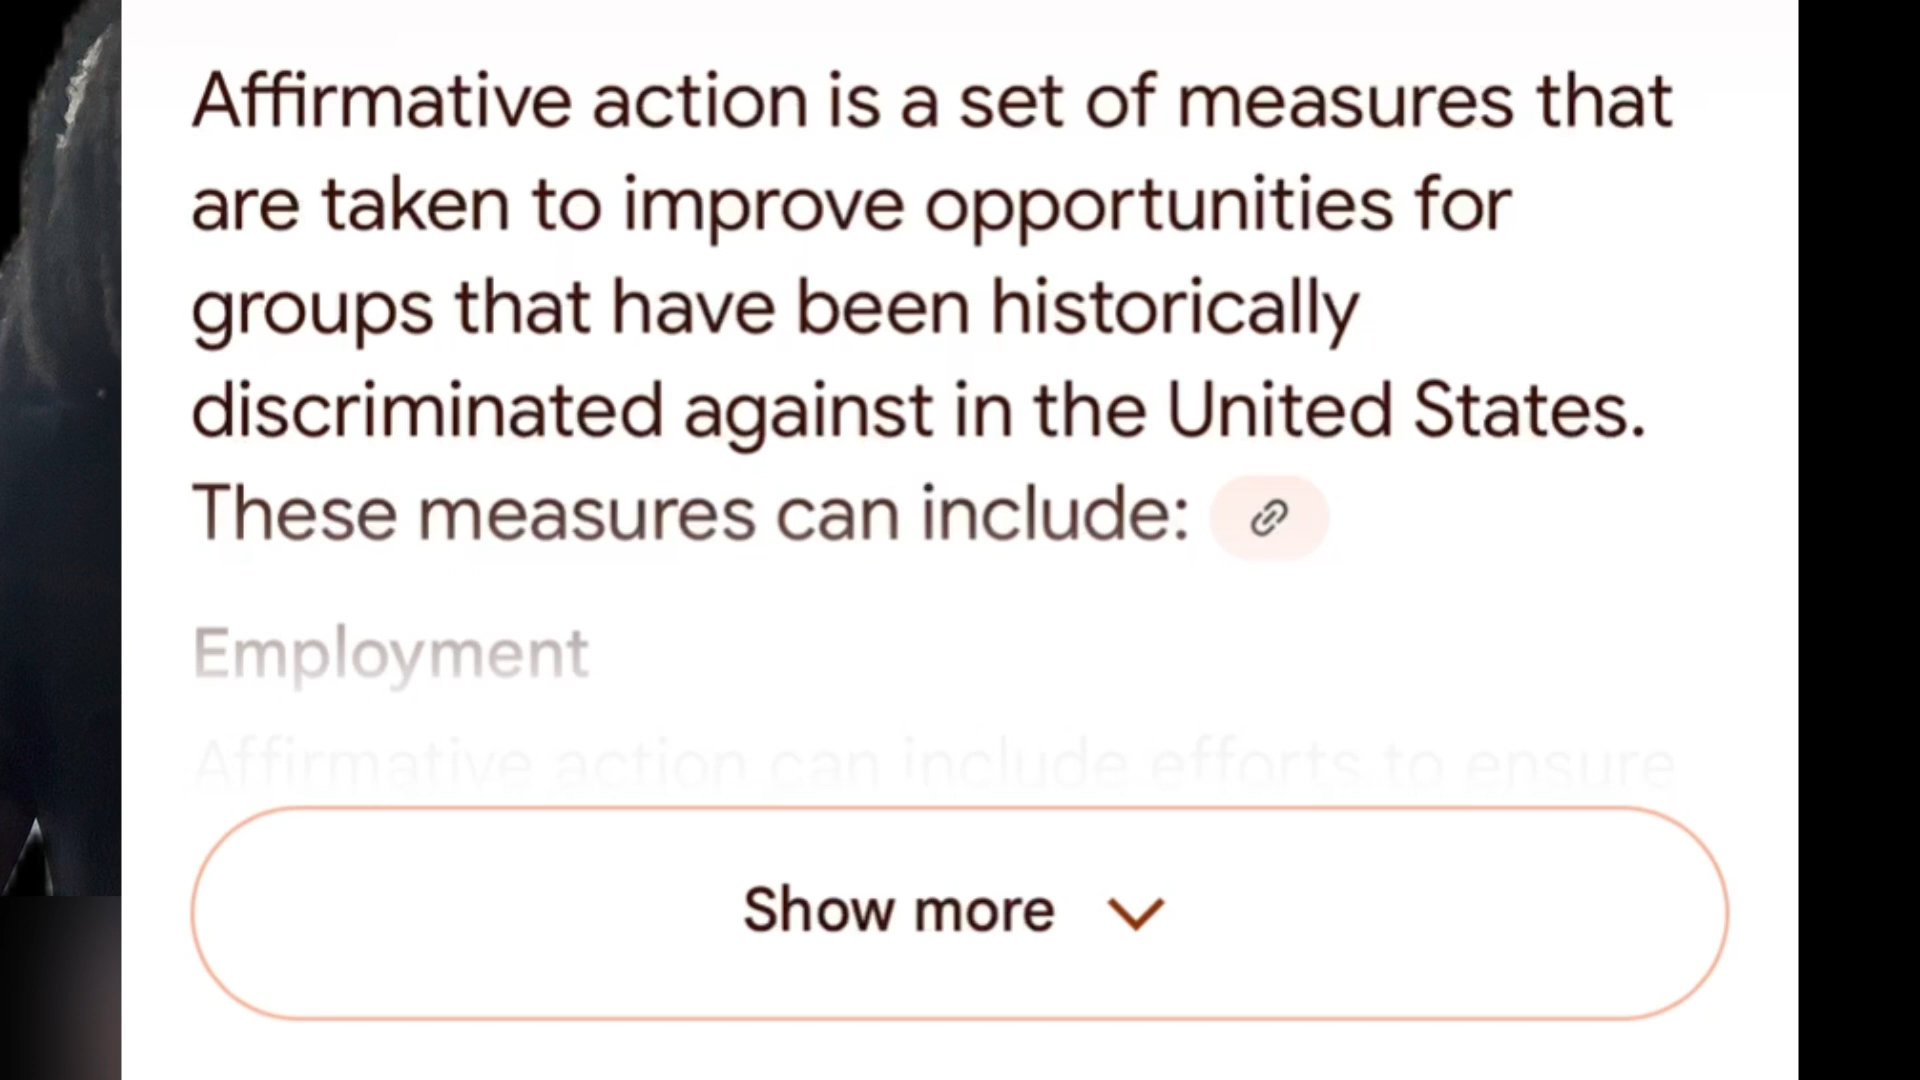 Affirmative action is a set of measures that
are taken to improve opportunities for
groups that have been historically
discriminated against in the United States.
These measures can include:
Employment
Affirmative action can include efforts to ensure
Show more